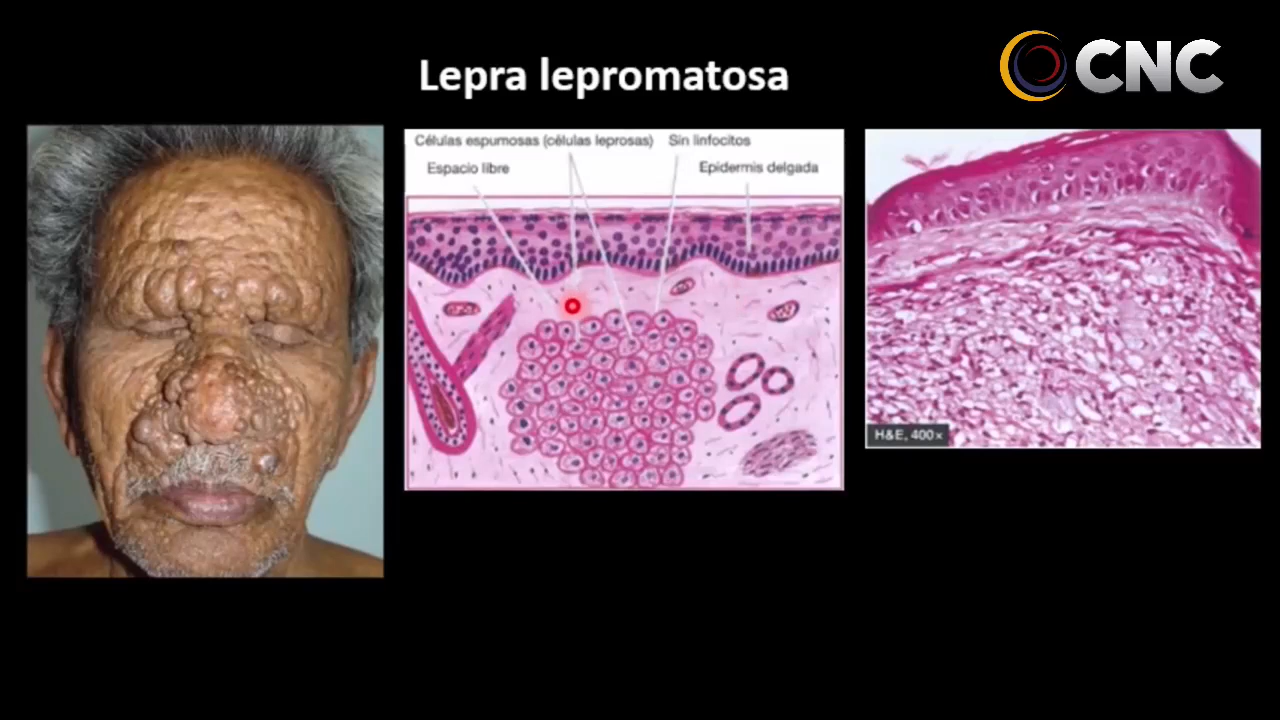 Lepra lepromatosa
CNC
Células espumosas (células leprosas) Sin linfocitos
Espacio libre Epidermis delgada
H&E, 400×